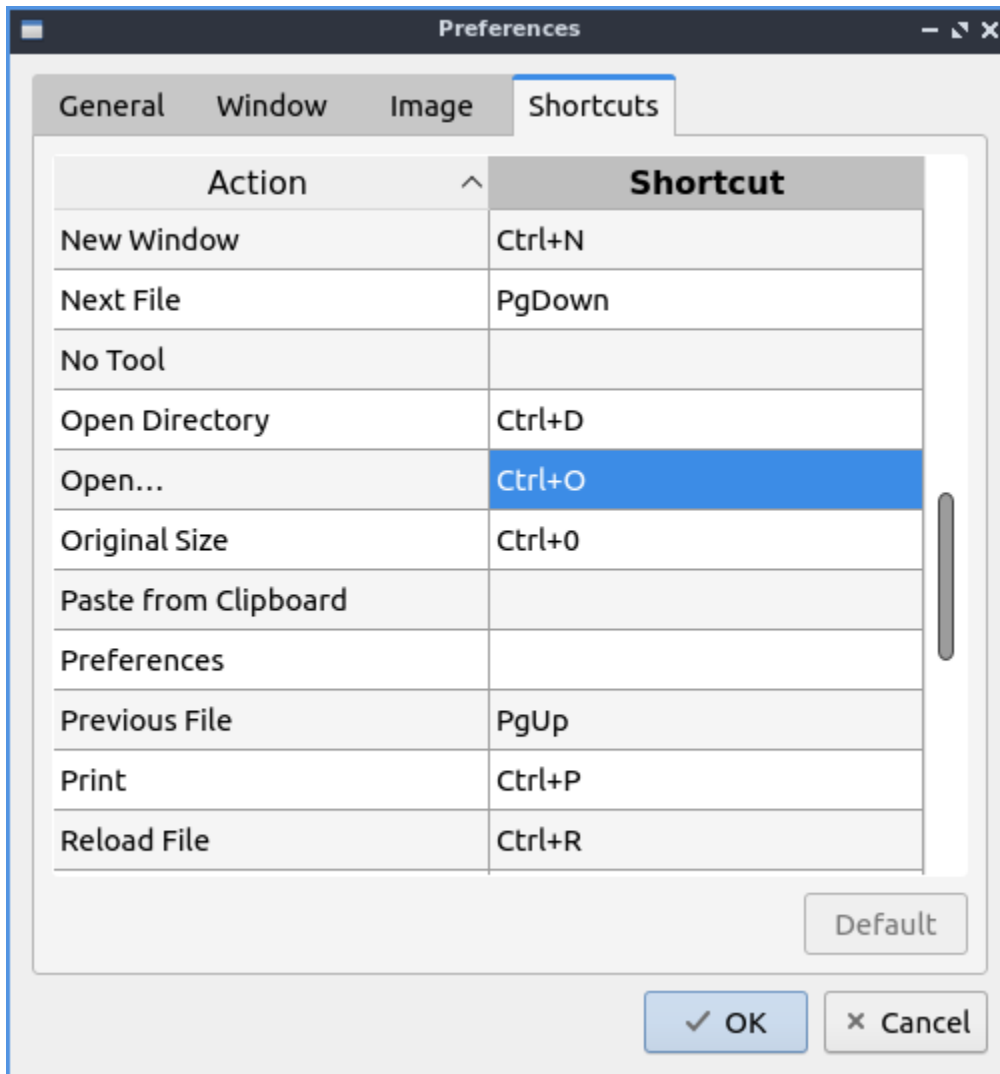 Preferences
General Window Image Shortcuts
Action Shortcut
New Window Ctrl+N
Next File PgDown
No Tool
Open Directory Ctrl+D
Open... Ctrl+O
Original Size Ctrl+0
Paste from Clipboard
Preferences
Previous File PgUp
Print Ctrl+P
Reload File Ctrl+R
Default
OK Cancel